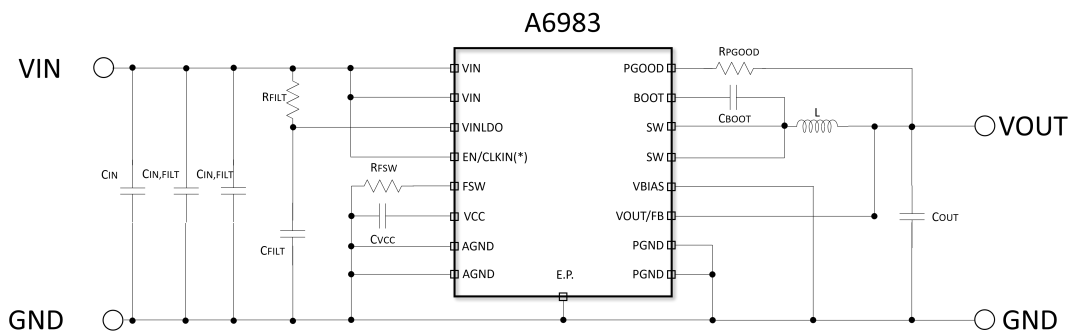 A6983
VIN
GND
CIN
CIN,FILT
CIN,FILT
RFILT
CFILT
RFSW
CVCC
VIN
VIN
VINLDO
EN/CLKIN(*)
FSW
VCC
AGND
AGND
E.P.
PGOOD
BOOT
SW
SW
VBIAS
VOUT/FB
PGND
PGND
RPGOOD
CBOOT
L
COUT
VOUT
GND